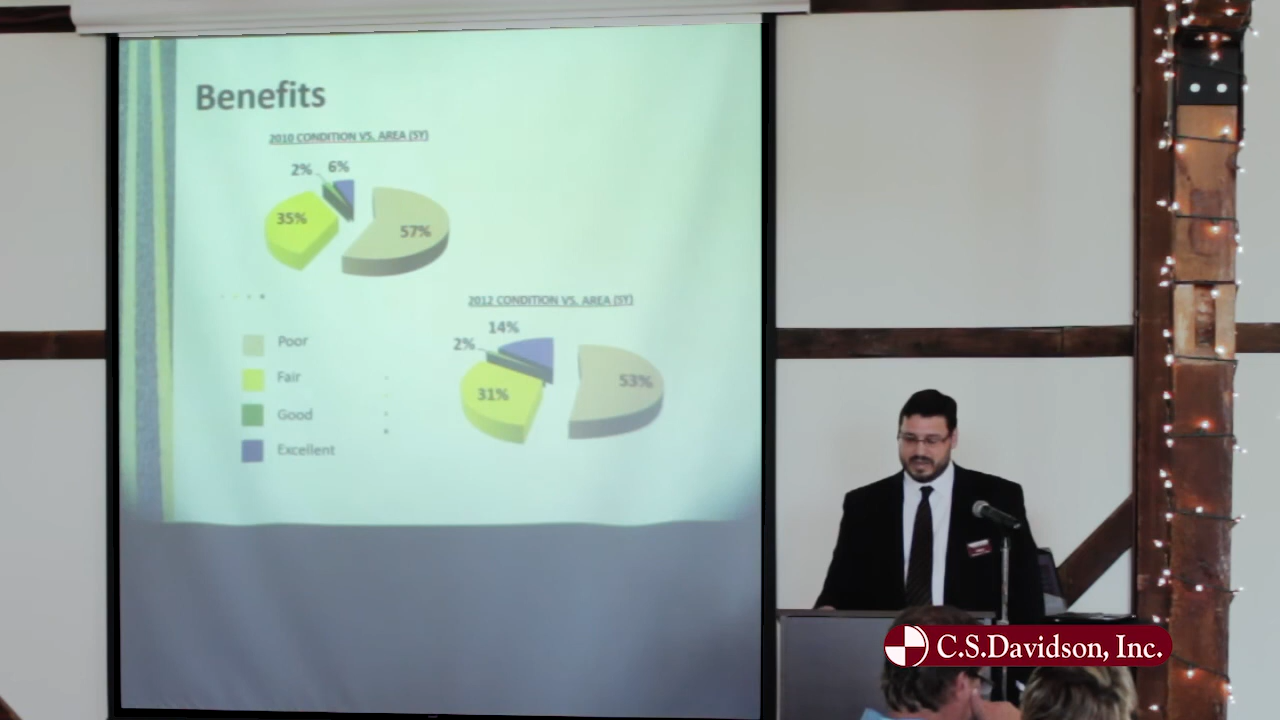 Benefits
2010 CONDITION VS. AREA (SY)
2% 6%
35%
57%
2012 CONDITION VS. AREA (SY)
14%
2%
53%
31%
Poor
Fair
Good
Excellent
C.S.Davidson, Inc.